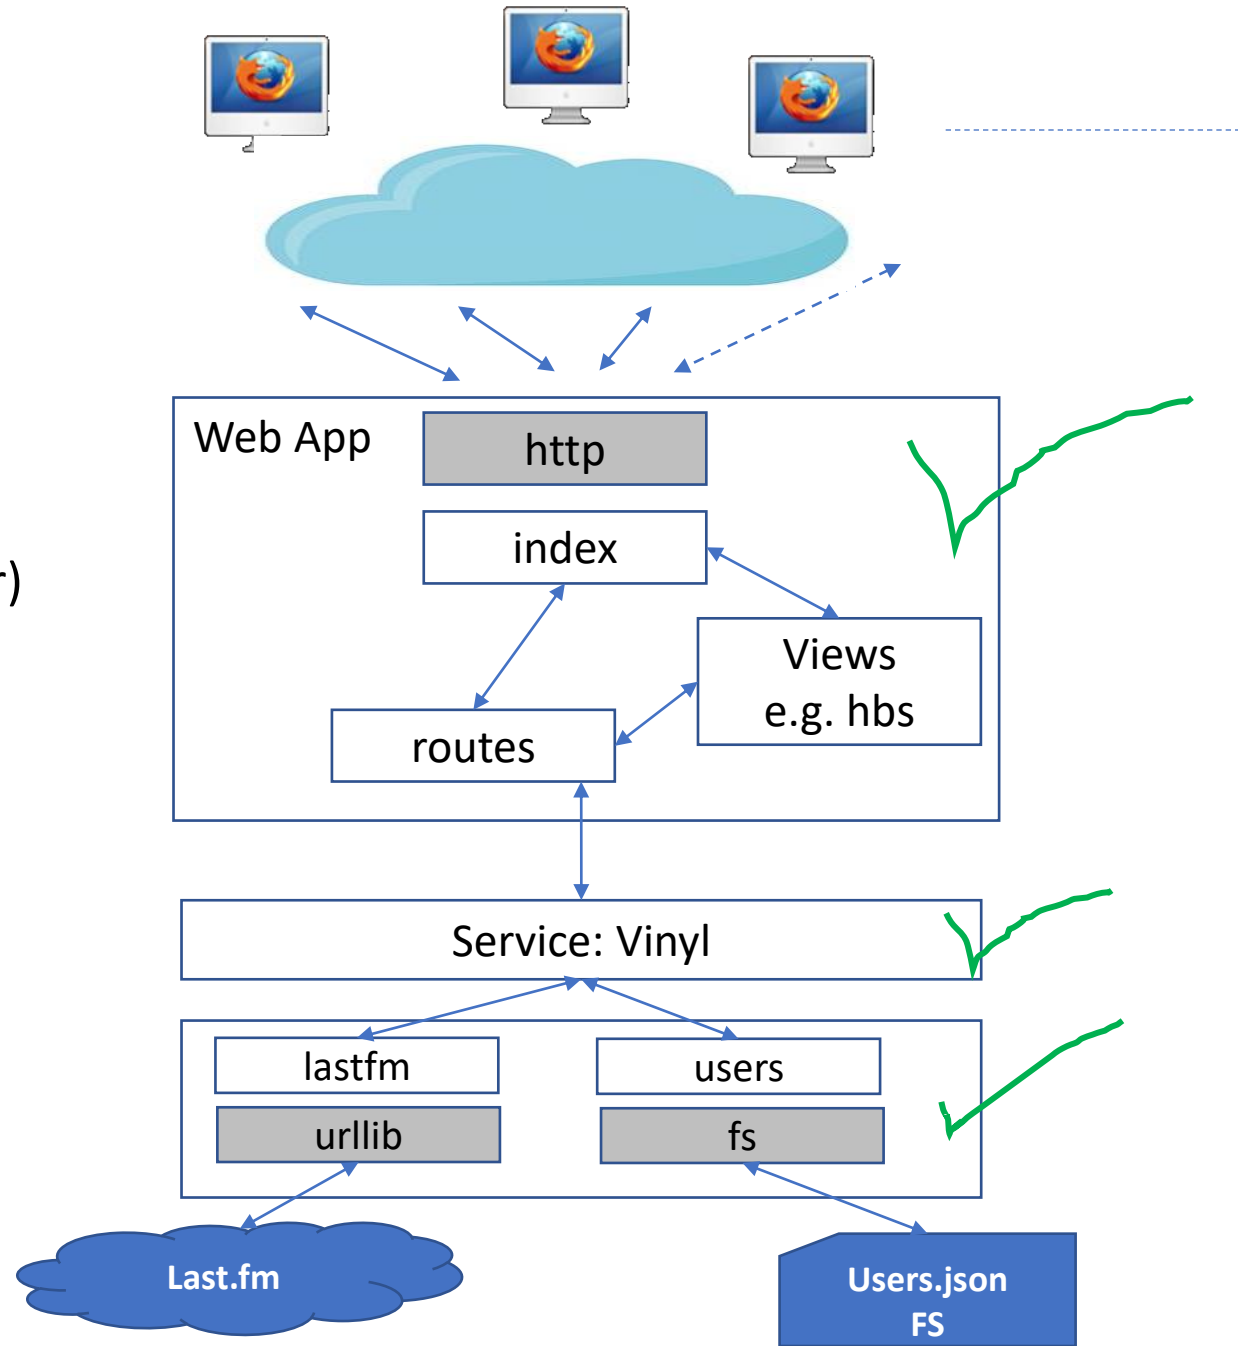 Web App
http
index
r)
Views
e.g. hbs
routes
Service: Vinyl
lastfm
users
urllib
fs
Last.fm
Users.json
FS